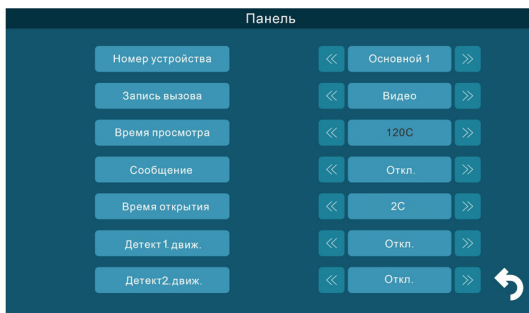 Панель
Номер устройства « Основной 1 »
Запись вызова « Видео »
Время просмотра « 120С »
Сообщение « Откл. »
Время открытия « 2С »
Детект1.движ. « Откл. »
Детект2.движ. « Откл. »